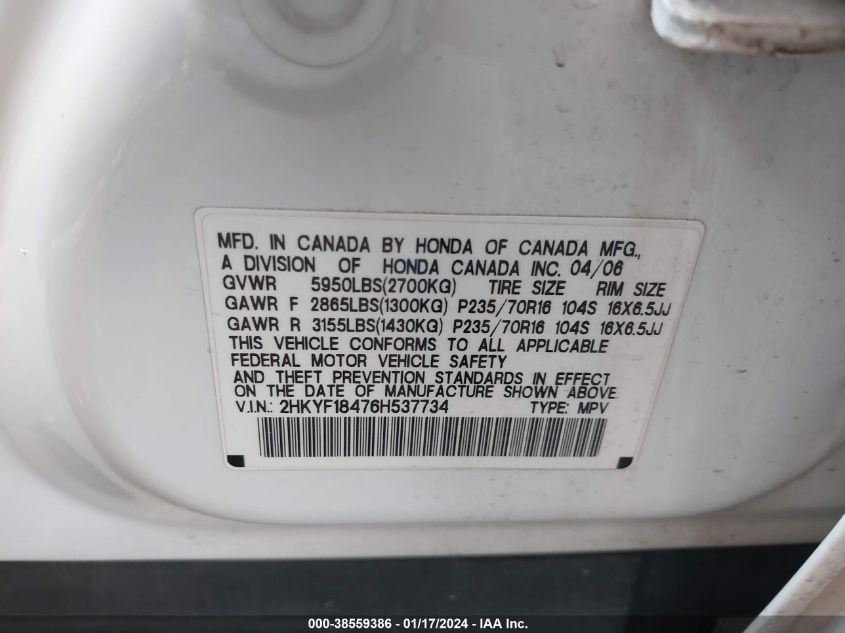 MFD. IN CANADA BY HONDA OF CANADA MFG.,
A DIVISION OF HONDA CANADA INC. 04/06
GVWR 5950LBS(2700KG) TIRE SIZE RIM SIZE
GAWR F 2865LBS(1300KG) P235/70R16 104S 16X6.5JJ
GAWR R 3155LBS(1430KG) P235/70R16 104S 16X6.5JJ
THIS VEHICLE CONFORMS TO ALL APPLICABLE
FEDERAL MOTOR VEHICLE SAFETY
AND THEFT PREVENTION STANDARDS IN EFFECT
ON THE DATE OF MANUFACTURE SHOWN ABOVE.
V.I.N.: 2HKYF18476H537734 TYPE: MPV
000-38559386 - 01/17/2024 - IAA Inc.